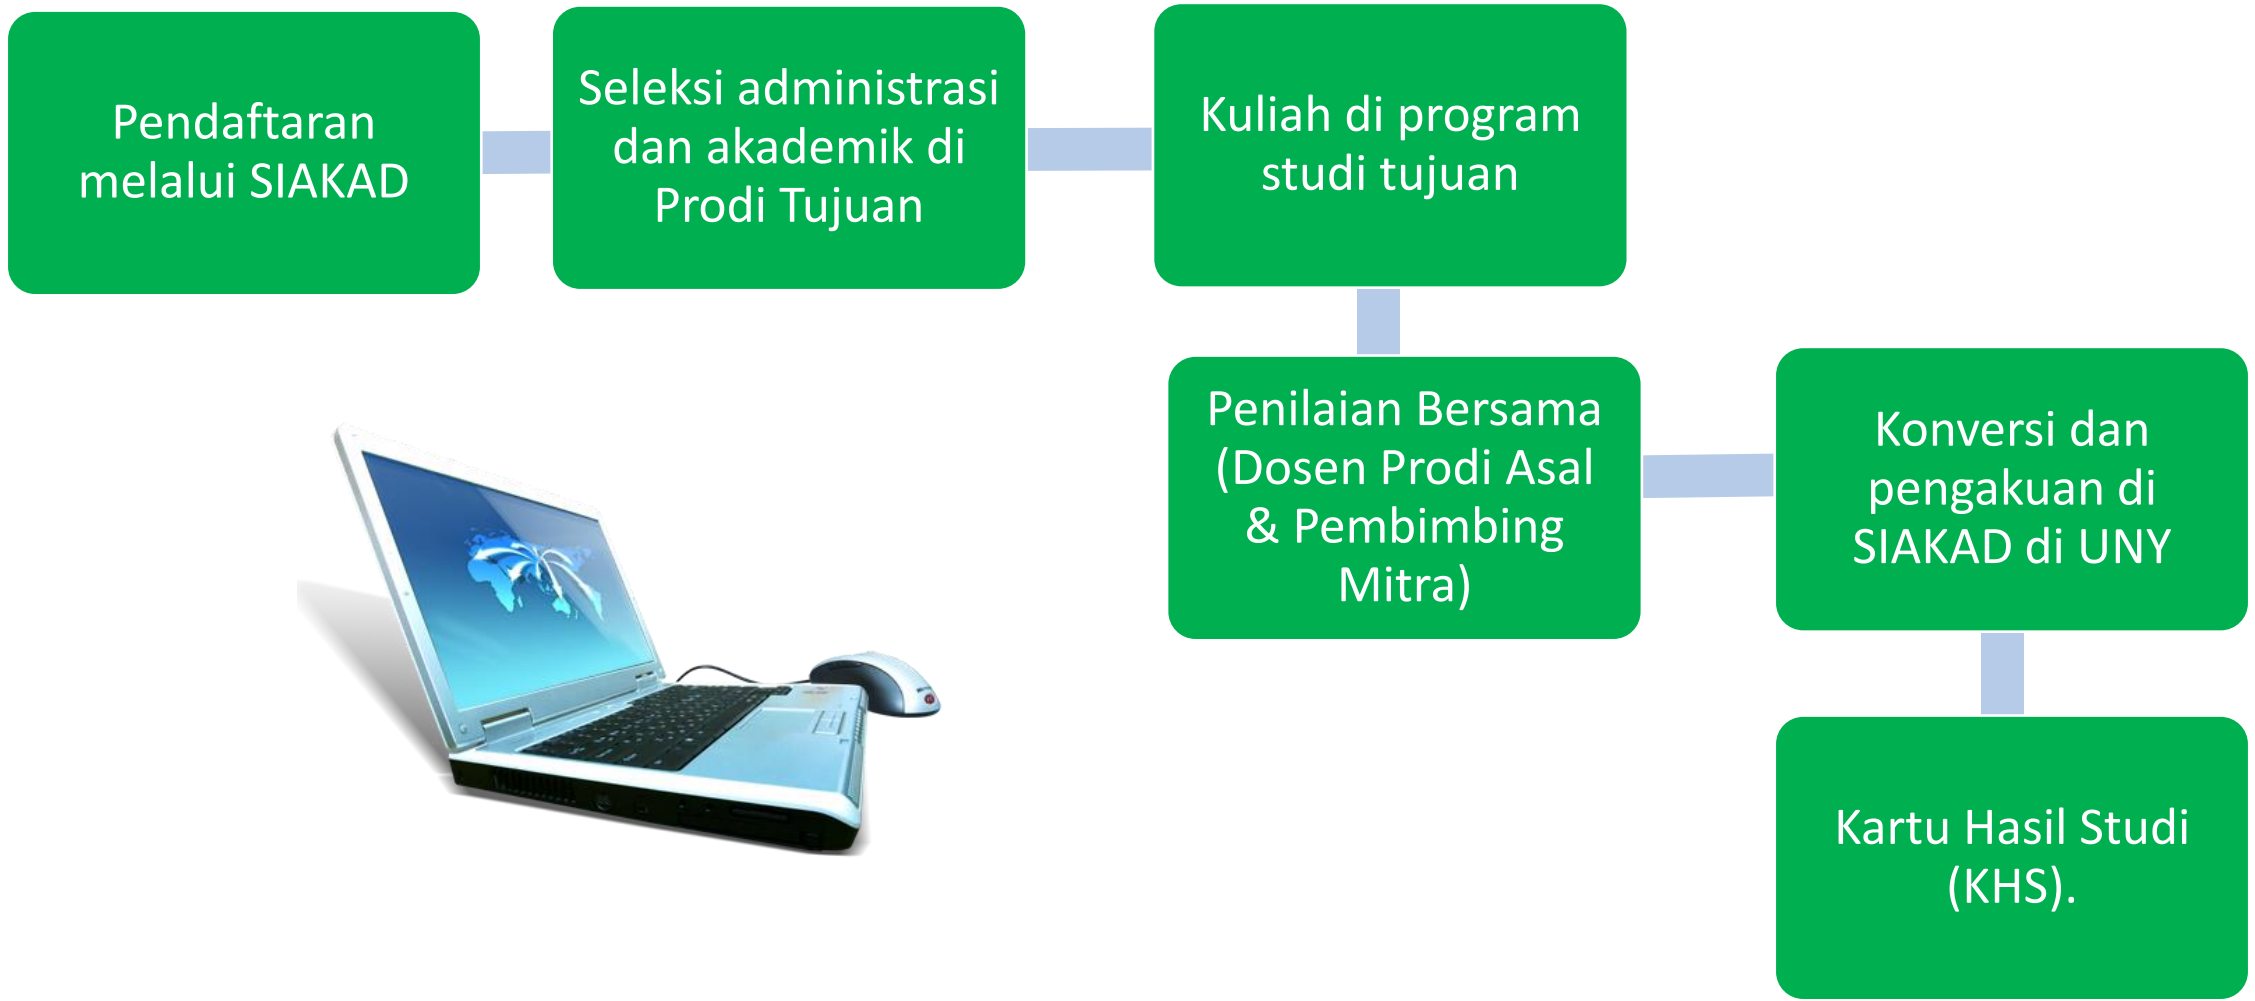 Pendaftaran
melalui SIAKAD
Seleksi administrasi
dan akademik di
Prodi Tujuan
Kuliah di program
studi tujuan
Penilaian Bersama
(Dosen Prodi Asal
& Pembimbing
Mitra)
Konversi dan
pengakuan di
SIAKAD di UNY
Kartu Hasil Studi
(KHS).